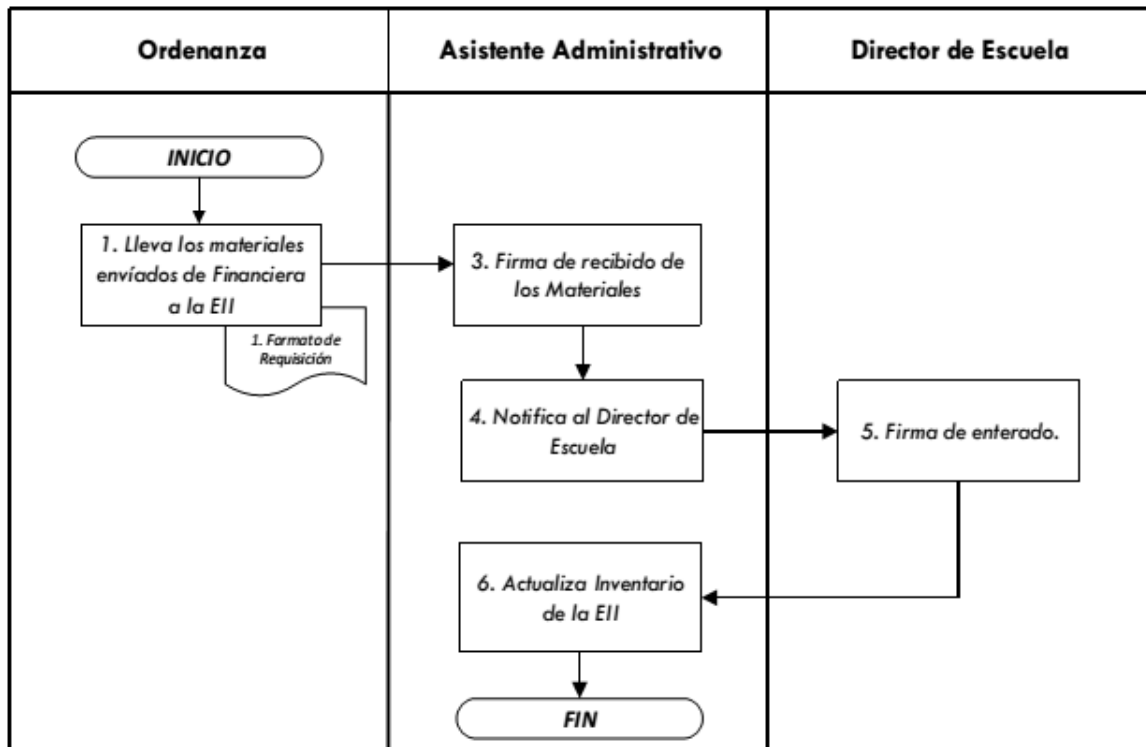 Ordenanza
Asistente Administrativo
Director de Escuela
INICIO
1. Lleva los materiales
envíados de Financiera
a la EII
1. Formato de
Requisición
3. Firma de recibido de
los Materiales
4. Notifica al Director de
Escuela
5. Firma de enterado.
6. Actualiza Inventario
de la EII
FIN